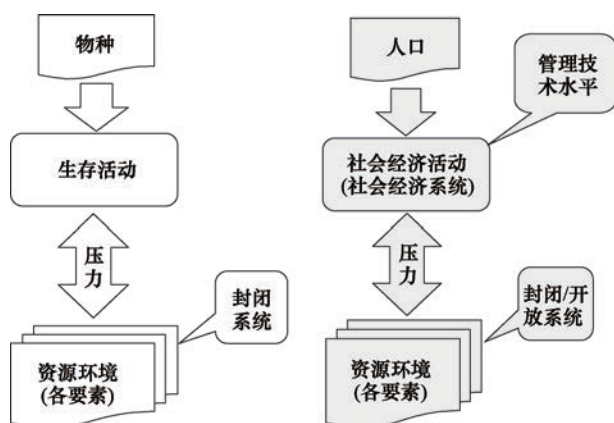 物种
生存活动
压
力
封闭
系统
资源环境
(各要素)
人口
管理技
术水平
社会经济活动
(社会经济系统)
压
力
封闭/开
放系统
资源环境
(各要素)